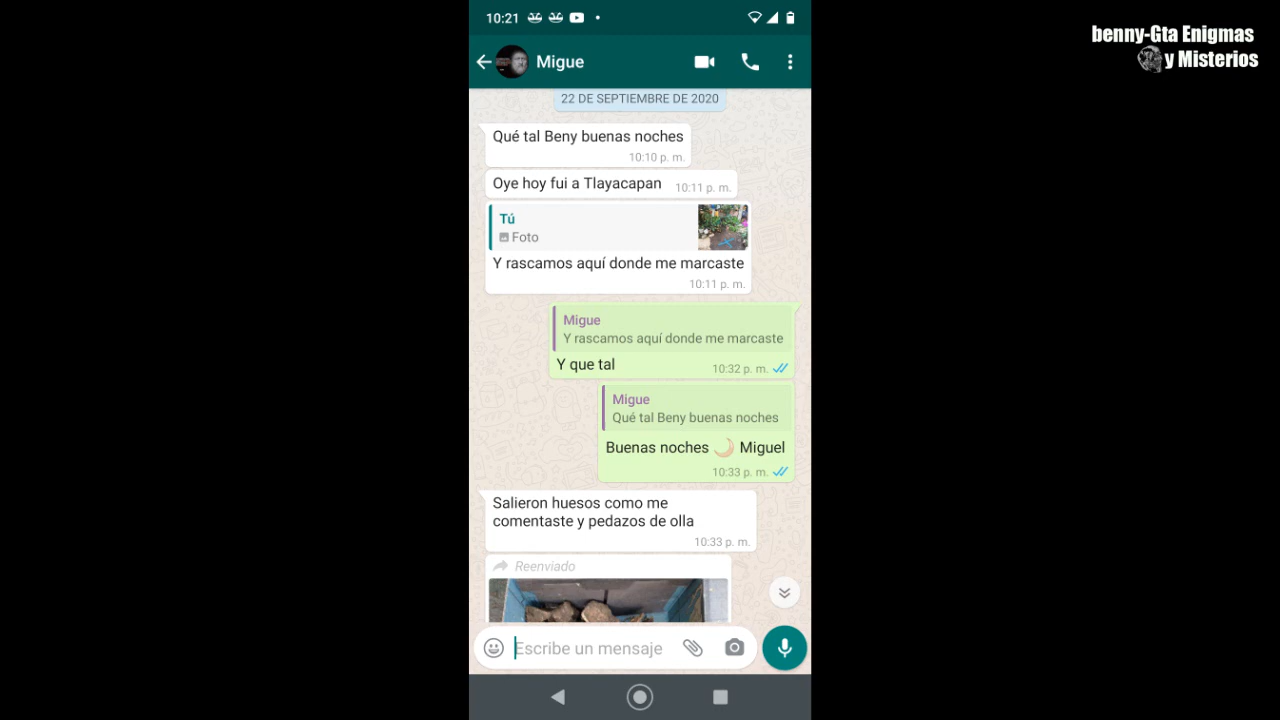 10:21
benny-Gta Enigmas
y Misterios
Migue
22 DE SEPTIEMBRE DE 2020
Qué tal Beny buenas noches
10:10 p. m.
Oye hoy fui a Tlayacapan
10:11 p. m.
Tú
Foto
Y rascamos aquí donde me marcaste
10:11 p. m.
Migue
Y rascamos aquí donde me marcaste
Y que tal
10:32 p. m.
Migue
Qué tal Beny buenas noches
Buenas noches 🌙 Miguel
10:33 p. m.
Salieron huesos como me
comentaste y pedazos de olla
10:33 p. m.
Reenviado
Escribe un mensaje